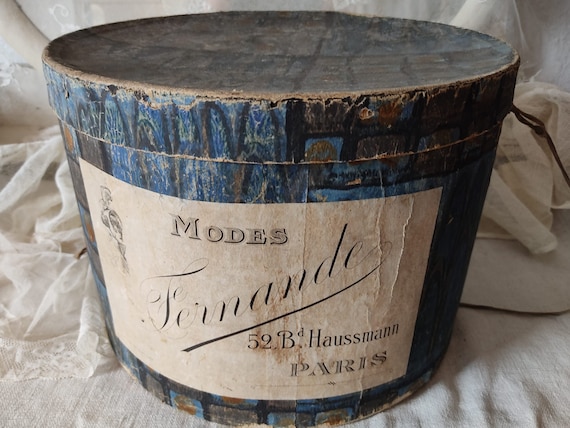 MODES
Fernande
52 Bd Haussmann
PARIS